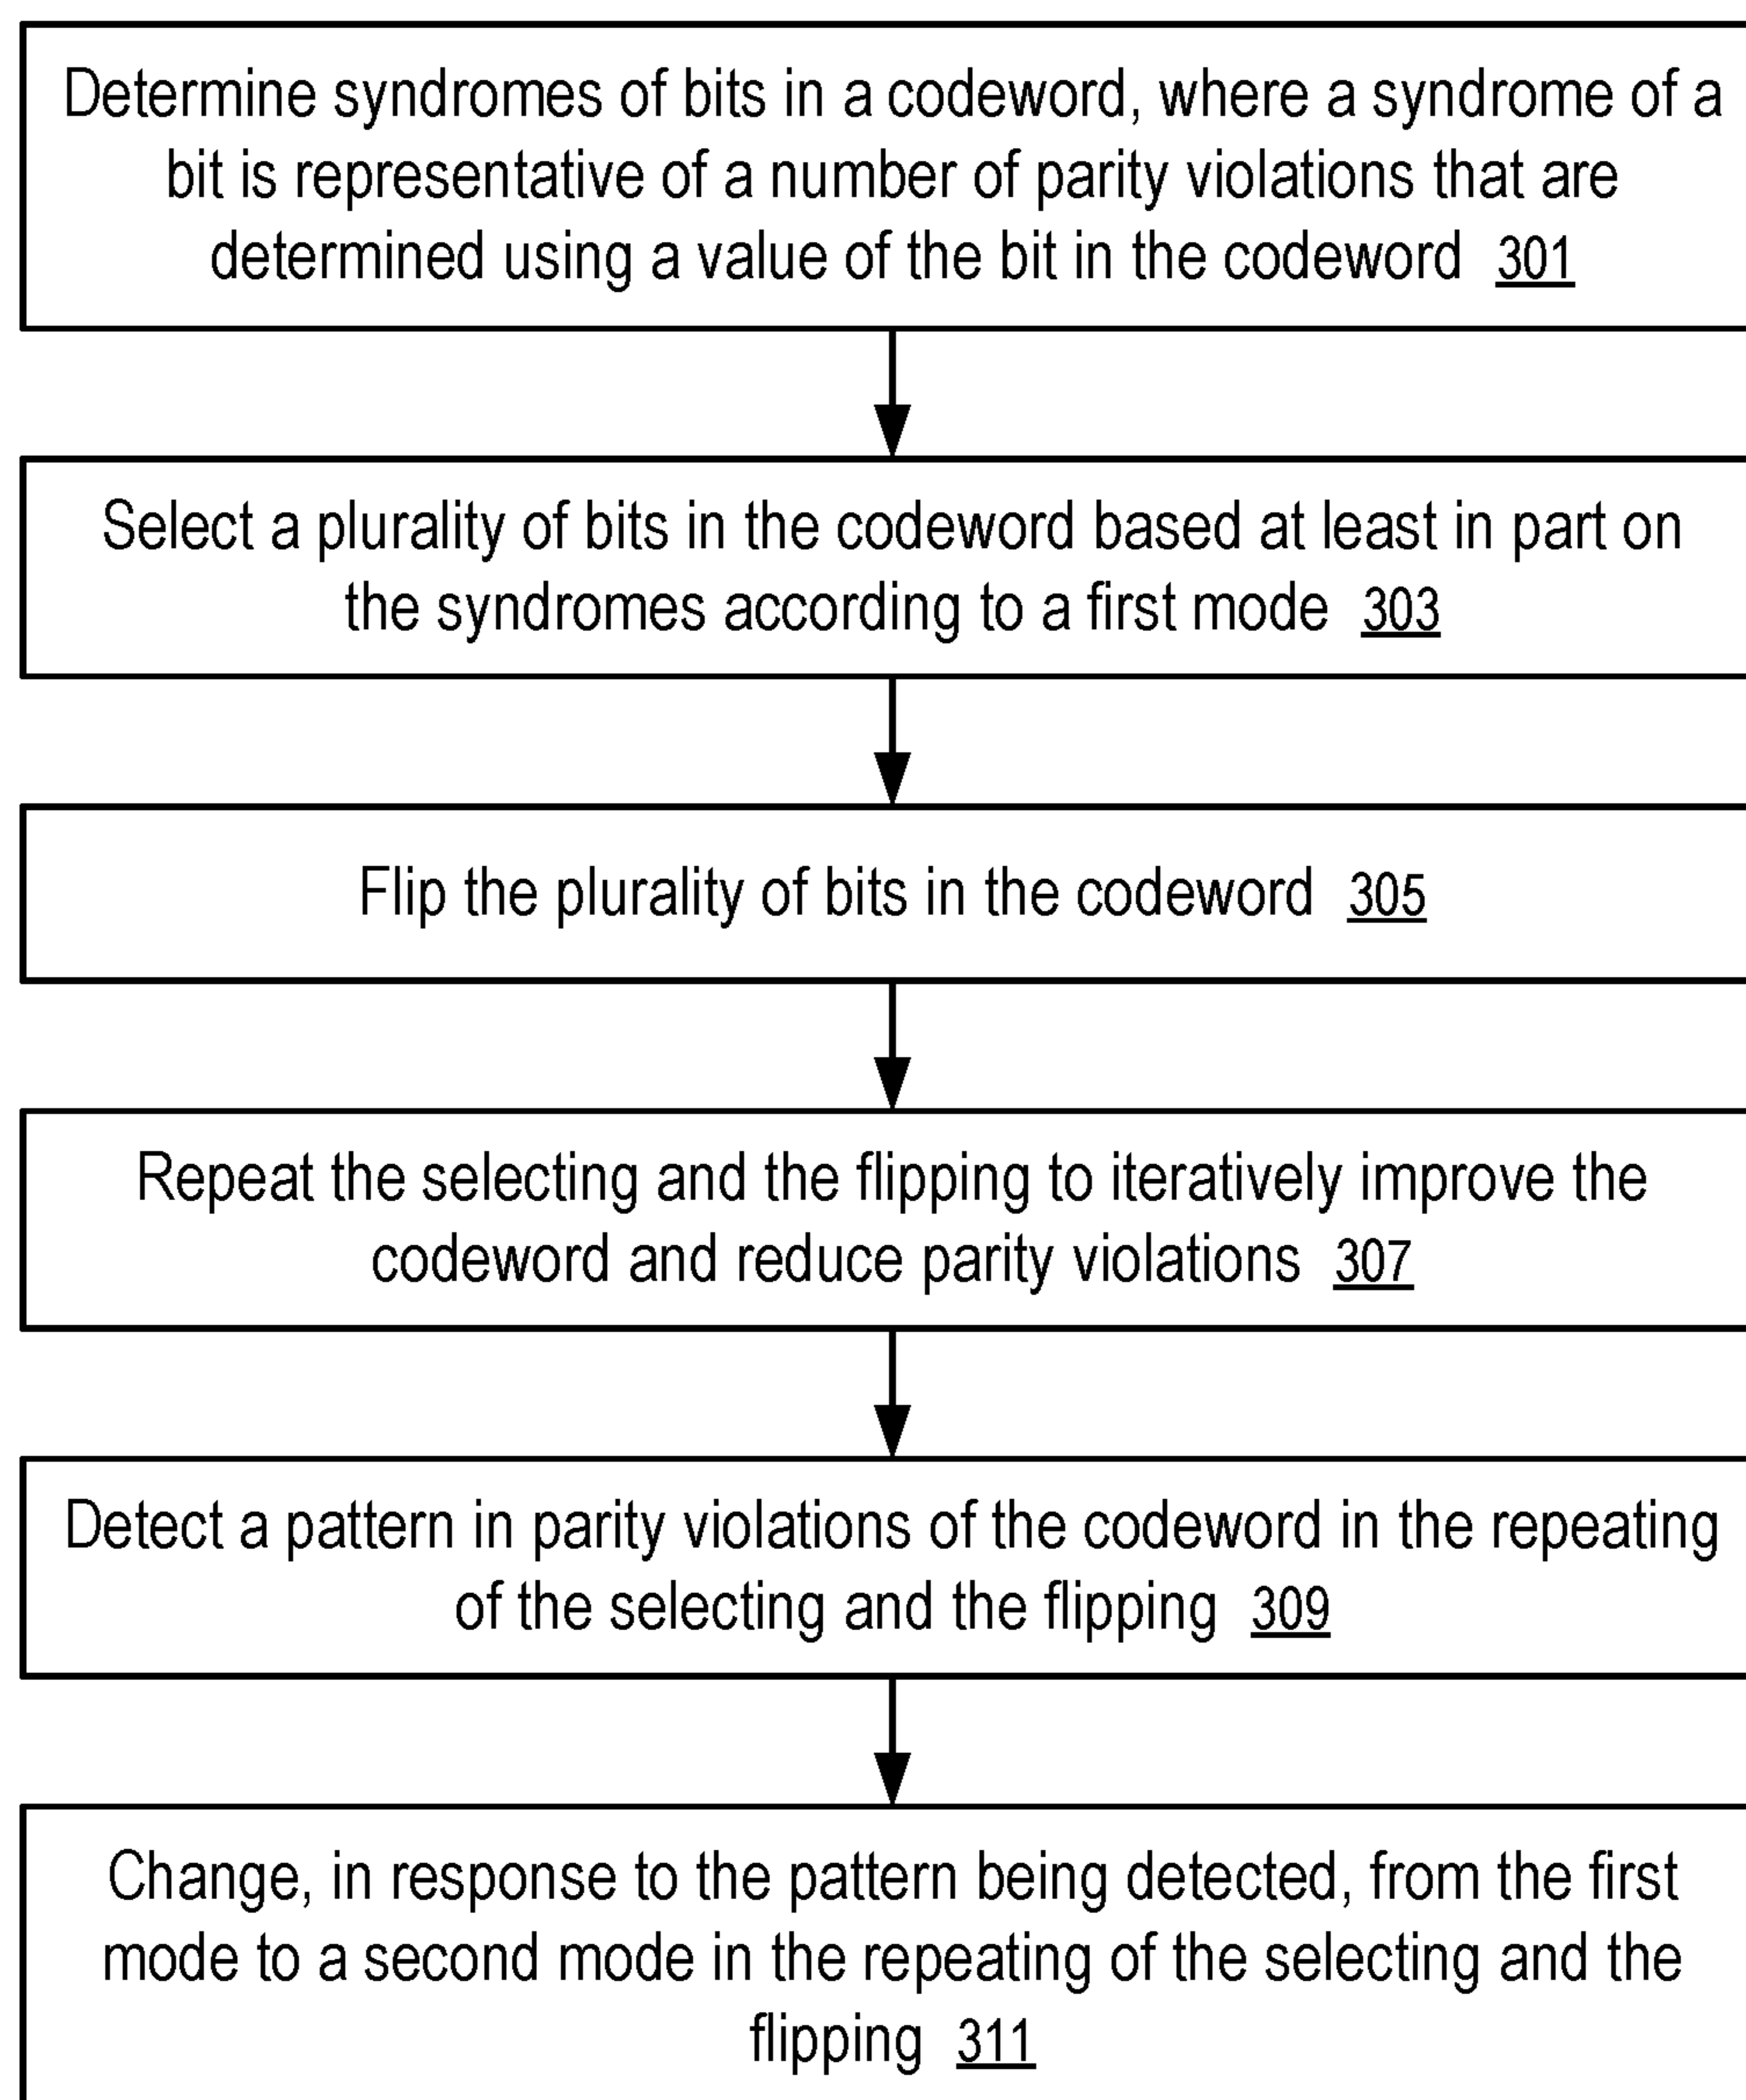 Determine syndromes of bits in a codeword, where a syndrome of a
bit is representative of a number of parity violations that are
determined using a value of the bit in the codeword 301
Select a plurality of bits in the codeword based at least in part on
the syndromes according to a first mode 303
Flip the plurality of bits in the codeword 305
Repeat the selecting and the flipping to iteratively improve the
codeword and reduce parity violations 307
Detect a pattern in parity violations of the codeword in the repeating
of the selecting and the flipping 309
Change, in response to the pattern being detected, from the first
mode to a second mode in the repeating of the selecting and the
flipping 311